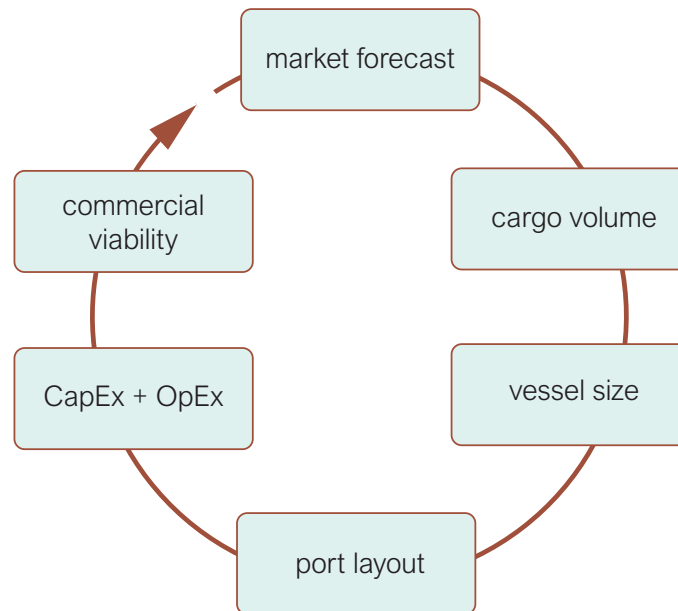 market forecast
cargo volume
vessel size
port layout
CapEx + OpEx
commercial
viability